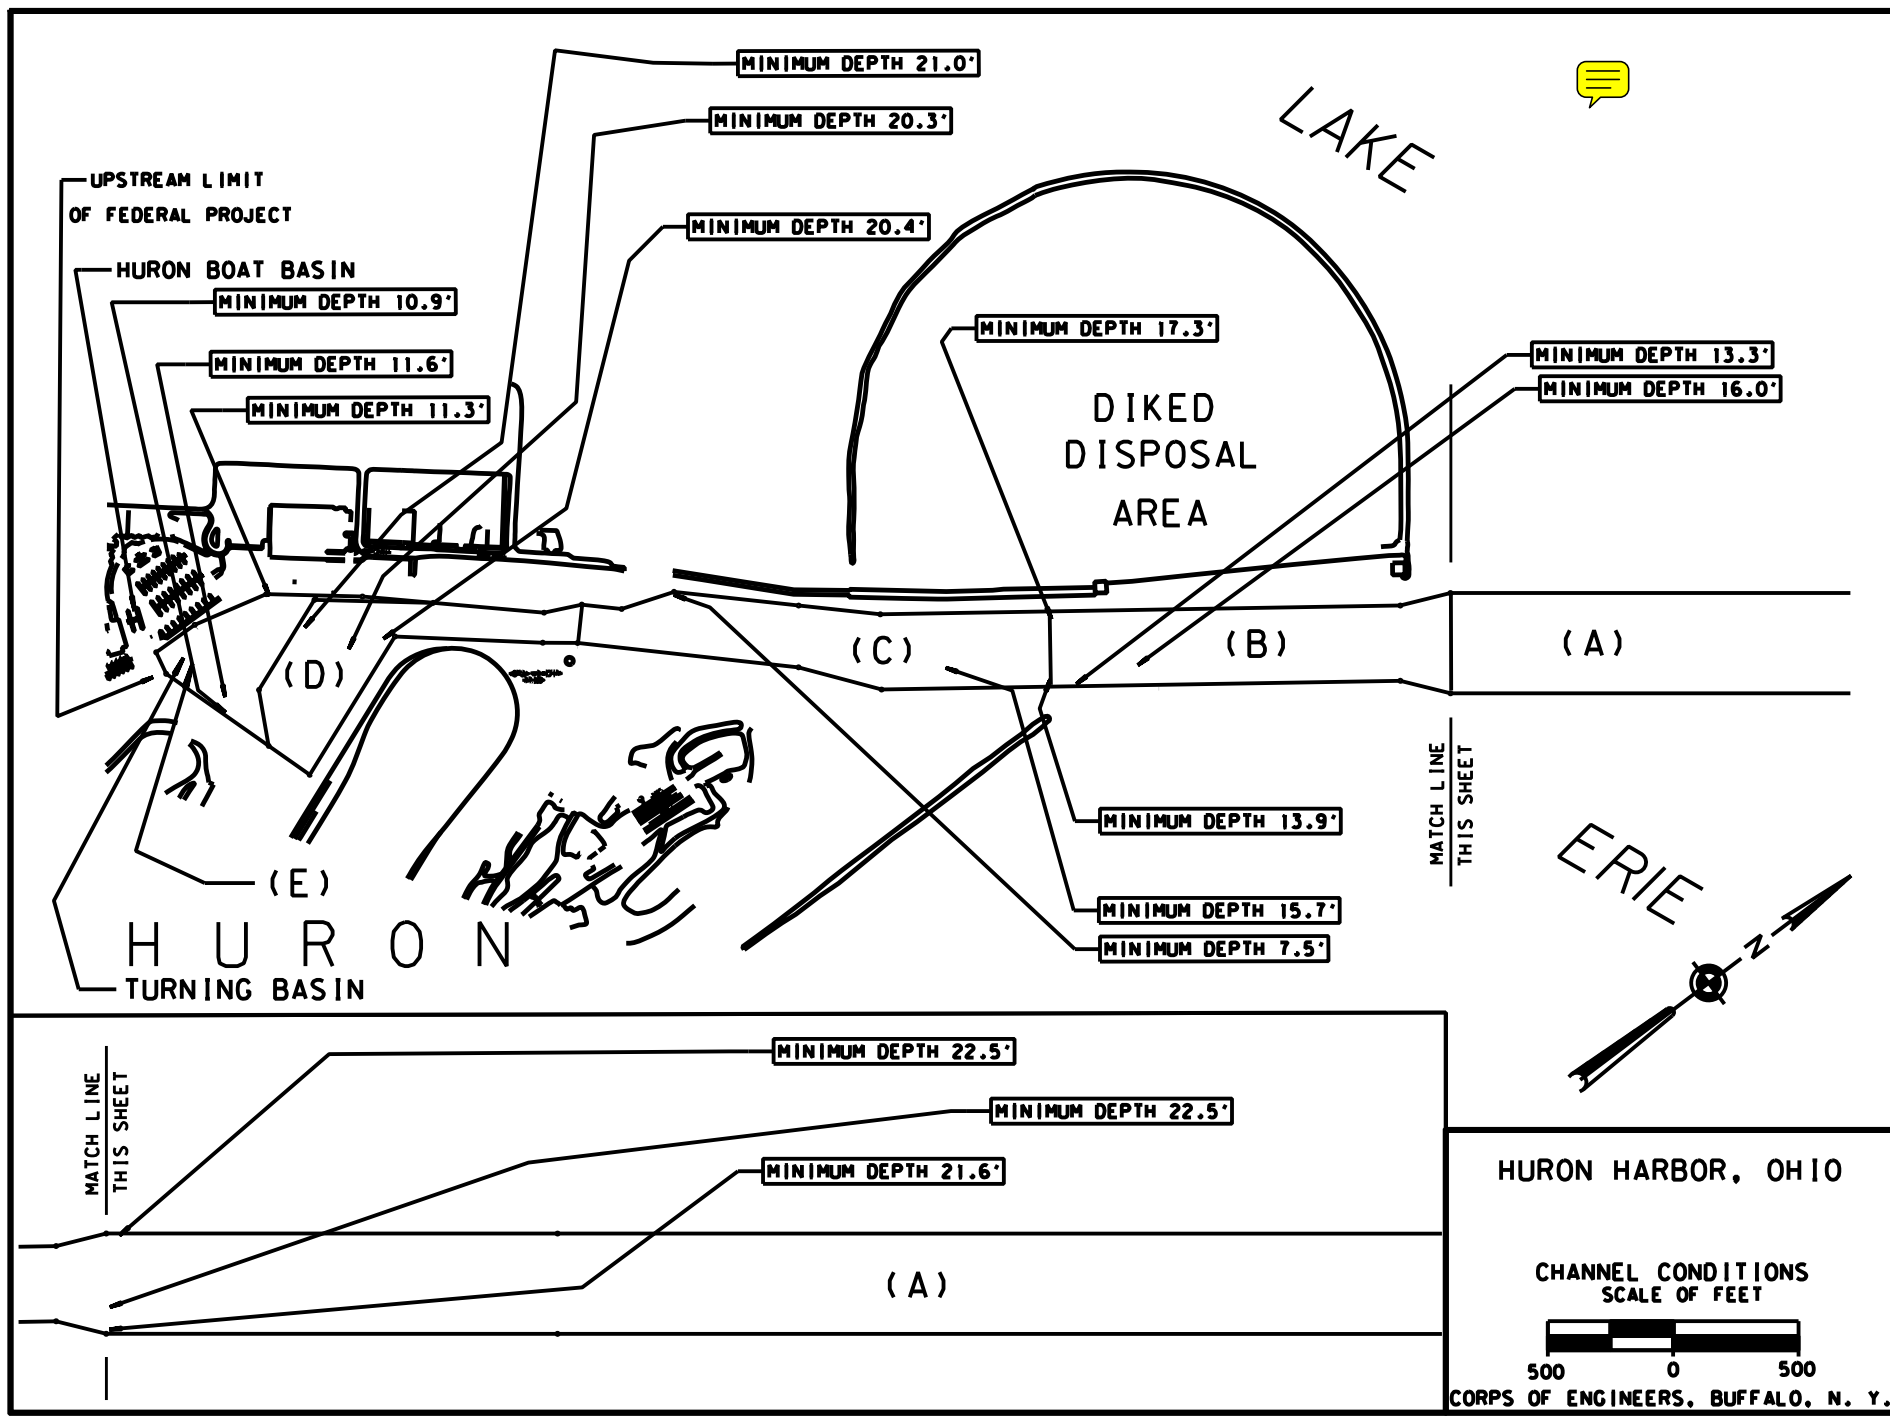 MINIMUM DEPTH 21.0'
MINIMUM DEPTH 20.3'
LAKE
UPSTREAM LIMIT
OF FEDERAL PROJECT
MINIMUM DEPTH 20.4'
HURON BOAT BASIN
MINIMUM DEPTH 10.9'
MINIMUM DEPTH 17.3'
MINIMUM DEPTH 13.3'
MINIMUM DEPTH 11.6'
MINIMUM DEPTH 16.0'
MINIMUM DEPTH 11.3'
DIKED
DISPOSAL
AREA
(D)
(C)
(B)
(A)
MATCH LINE
THIS SHEET
MINIMUM DEPTH 13.9'
ERIE
(E)
MINIMUM DEPTH 15.7'
HURON
MINIMUM DEPTH 7.5'
N
TURNING BASIN
MATCH LINE
THIS SHEET
MINIMUM DEPTH 22.5'
MINIMUM DEPTH 22.5'
MINIMUM DEPTH 21.6'
(A)
HURON HARBOR, OHIO
CHANNEL CONDITIONS
SCALE OF FEET
500 0 500
CORPS OF ENGINEERS, BUFFALO, N. Y.